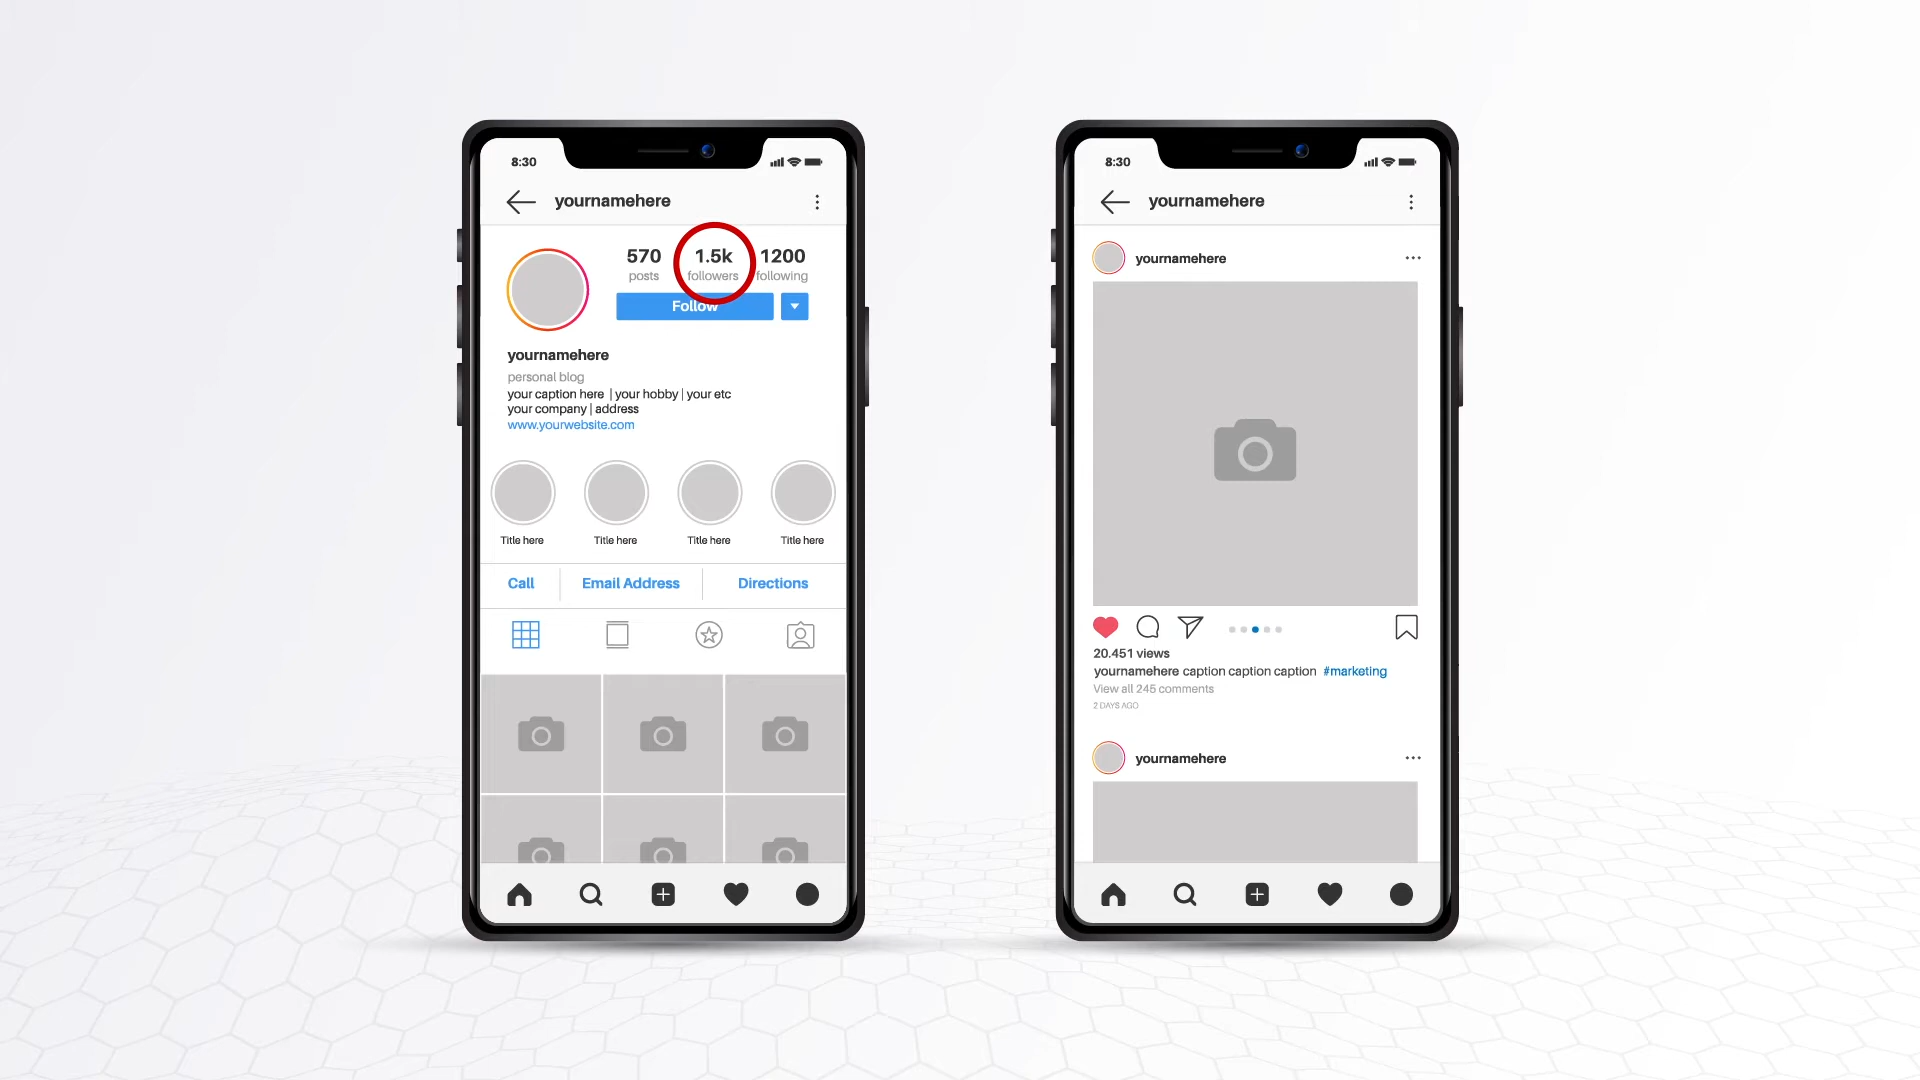 8:30
yournamehere
570 1.5k 1200
posts followers following
Follow
yournamehere
personal blog
your caption here | your hobby | your etc
your company | address
www.yourwebsite.com
Title here Title here Title here Title here
Call Email Address Directions
8:30
yournamehere
yournamehere
20.451 views
yournamehere caption caption caption #marketing
View all 245 comments
2 DAYS AGO
yournamehere